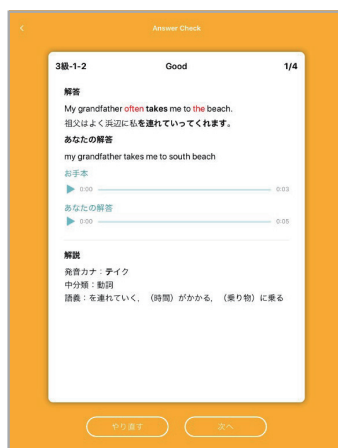 Answer Check
3級-1-2 Good 1/4
解答
My grandfather often takes me to the beach.
祖父はよく浜辺に私を連れていってくれます。
あなたの解答
my grandfather takes me to south beach
お手本
0:00 0:03
あなたの解答
0:00 0:05
解説
発音カナ：テイク
中分類：動詞
語義：を連れていく，（時間）がかかる，（乗り物）に乗る
やり直す 次へ